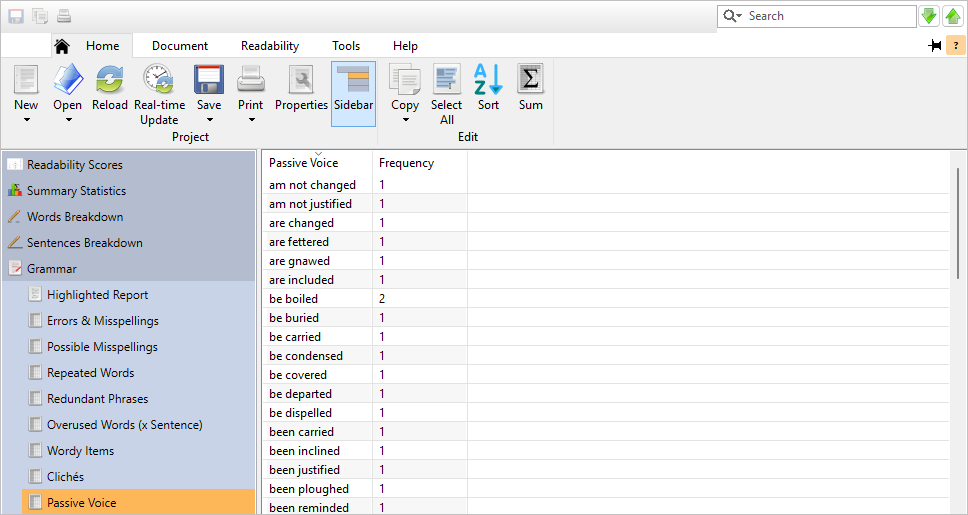 Search
Home Document Readability Tools Help
?
New Open Reload Real-time Update Save Print Properties Sidebar Copy Select All Sort Sum
Project Edit
Readability Scores
Summary Statistics
Words Breakdown
Sentences Breakdown
Grammar
Highlighted Report
Errors & Misspellings
Possible Misspellings
Repeated Words
Redundant Phrases
Overused Words (x Sentence)
Wordy Items
Clichés
Passive Voice
Passive Voice Frequency
am not changed 1
am not justified 1
are changed 1
are fettered 1
are gnawed 1
are included 1
be boiled 2
be buried 1
be carried 1
be condensed 1
be covered 1
be departed 1
be dispelled 1
been carried 1
been inclined 1
been justified 1
been ploughed 1
been reminded 1